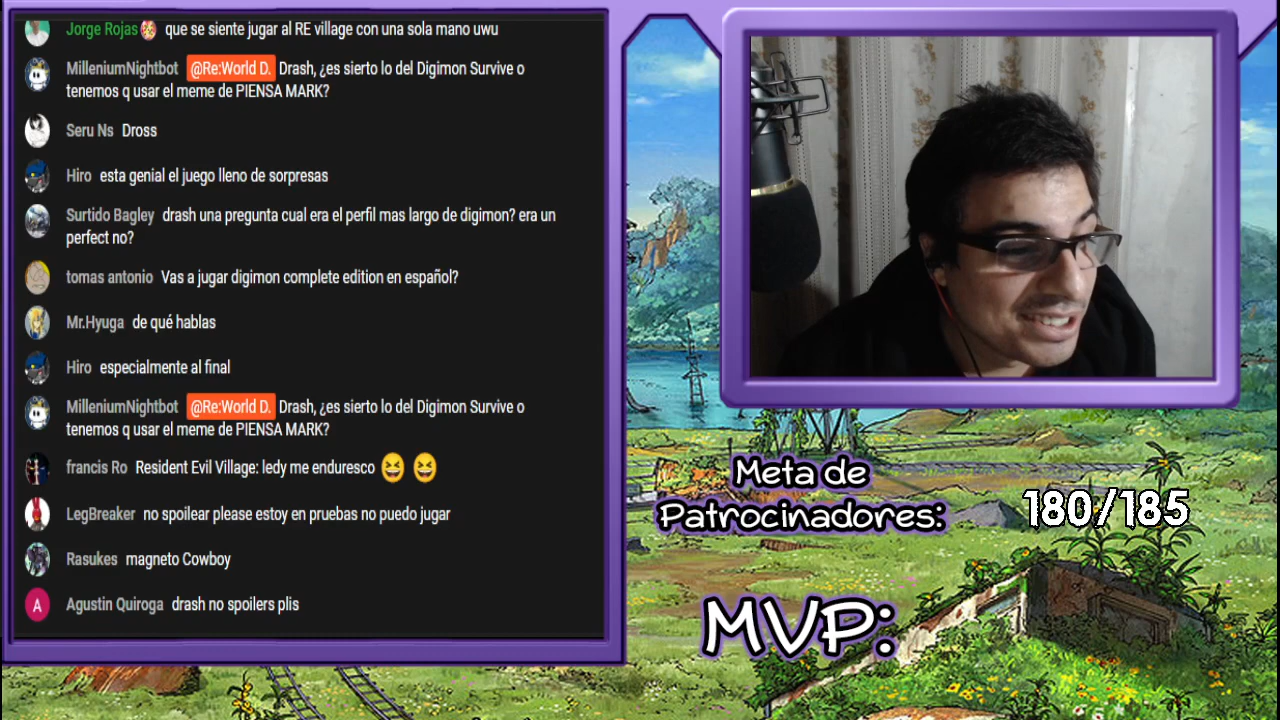 Jorge Rojas que se siente jugar al RE village con una sola mano uwu
MilleniumNightbot @Re:World D. Drash, ¿es sierto lo del Digimon Survive o
tenemos q usar el meme de PIENSA MARK?
Seru Ns Dross
Hiro esta genial el juego lleno de sorpresas
Surtido Bagley drash una pregunta cual era el perfil mas largo de digimon? era un
perfect no?
tomas antonio Vas a jugar digimon complete edition en español?
Mr.Hyuga de qué hablas
Hiro especialmente al final
MilleniumNightbot @Re:World D. Drash, ¿es sierto lo del Digimon Survive o
tenemos q usar el meme de PIENSA MARK?
francis Ro Resident Evil Village: ledy me enduresco 😆 😆
LegBreaker no spoilear please estoy en pruebas no puedo jugar
Rasukes magneto Cowboy
A Agustin Quiroga drash no spoilers plis
Meta de
Patrocinadores:
180/185
MVP: